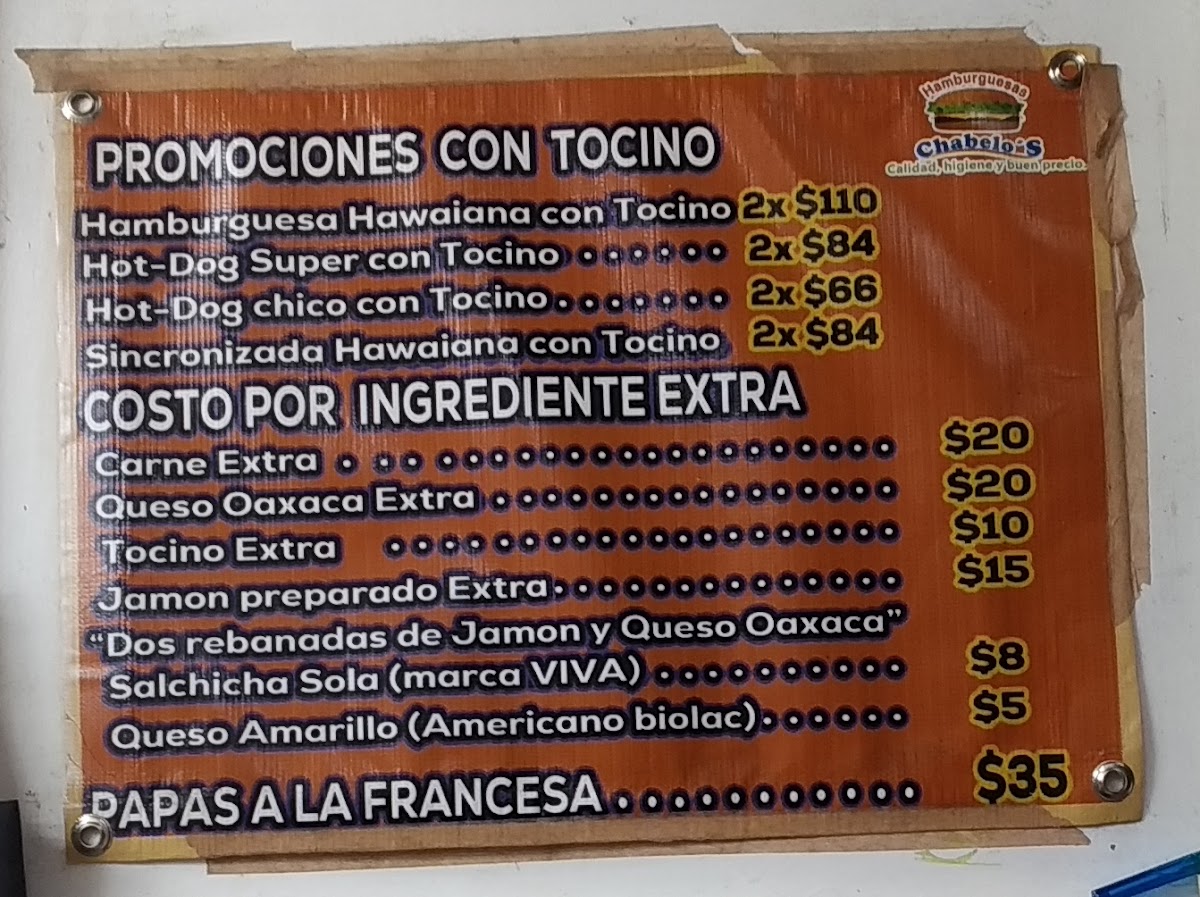 Hamburguesas
Chabelo's
Calidad, higiene y buen precio.
PROMOCIONES CON TOCINO
Hamburguesa Hawaiana con Tocino 2x $110
Hot-Dog Super con Tocino ...... 2x $84
Hot-Dog chico con Tocino....... 2x $66
Sincronizada Hawaiana con Tocino 2x $84
COSTO POR INGREDIENTE EXTRA
Carne Extra ...................... $20
Queso Oaxaca Extra ................. $20
Tocino Extra ..................... $10
Jamon preparado Extra.............. $15
"Dos rebanadas de Jamon y Queso Oaxaca"
Salchicha Sola (marca VIVA) .......... $8
Queso Amarillo (Americano biolac)...... $5
PAPAS A LA FRANCESA ............ $35